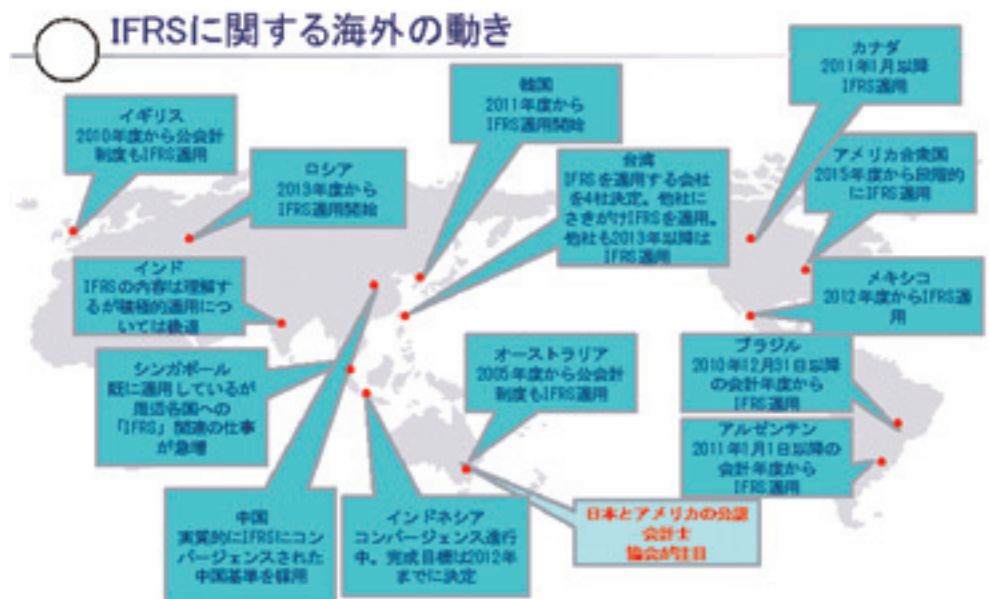 IFRSに関する海外の動き
カナダ
2011年1月以降
IFRS適用
韓国
2011年度から
IFRS適用開始
イギリス
2010年度から公会計
制度もIFRS適用
アメリカ合衆国
2015年度から段階的
にIFRS適用
台湾
IFRSを適用する会社
を4社決定。他社に
さきがけIFRSを適用。
他社も2013年以降は
IFRS適用
ロシア
2013年度から
IFRS適用開始
インド
IFRSの内容は理解す
るが積極的適用につ
いては後退
メキシコ
2012年度からIFRS適
用
シンガポール
既に適用しているが
周辺各国への
「IFRS」関連の仕事
が急増
オーストラリア
2005年度から公会計
制度もIFRS適用
ブラジル
2010年12月31日以降
の会計年度から
IFRS適用
アルゼンテン
2011年1月1日以降の
会計年度から
IFRS適用
中国
実質的にIFRSにコン
バージェンスされた
中国基準を採用
インドネシア
コンバージェンス進行
中。完成目標は2012年
までに決定
日本とアメリカの公認
会計士
協会が注目